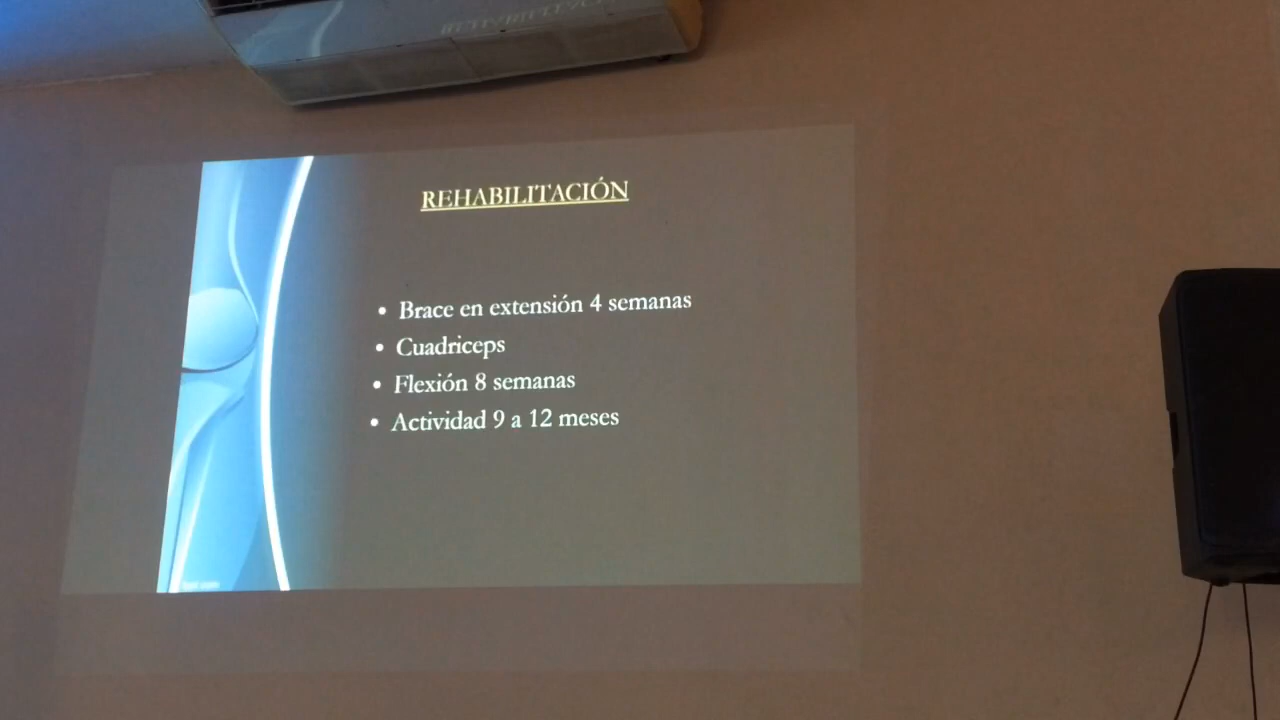 REHABILITACIÓN
• Brace en extensión 4 semanas
• Cuadriceps
• Flexión 8 semanas
• Actividad 9 a 12 meses